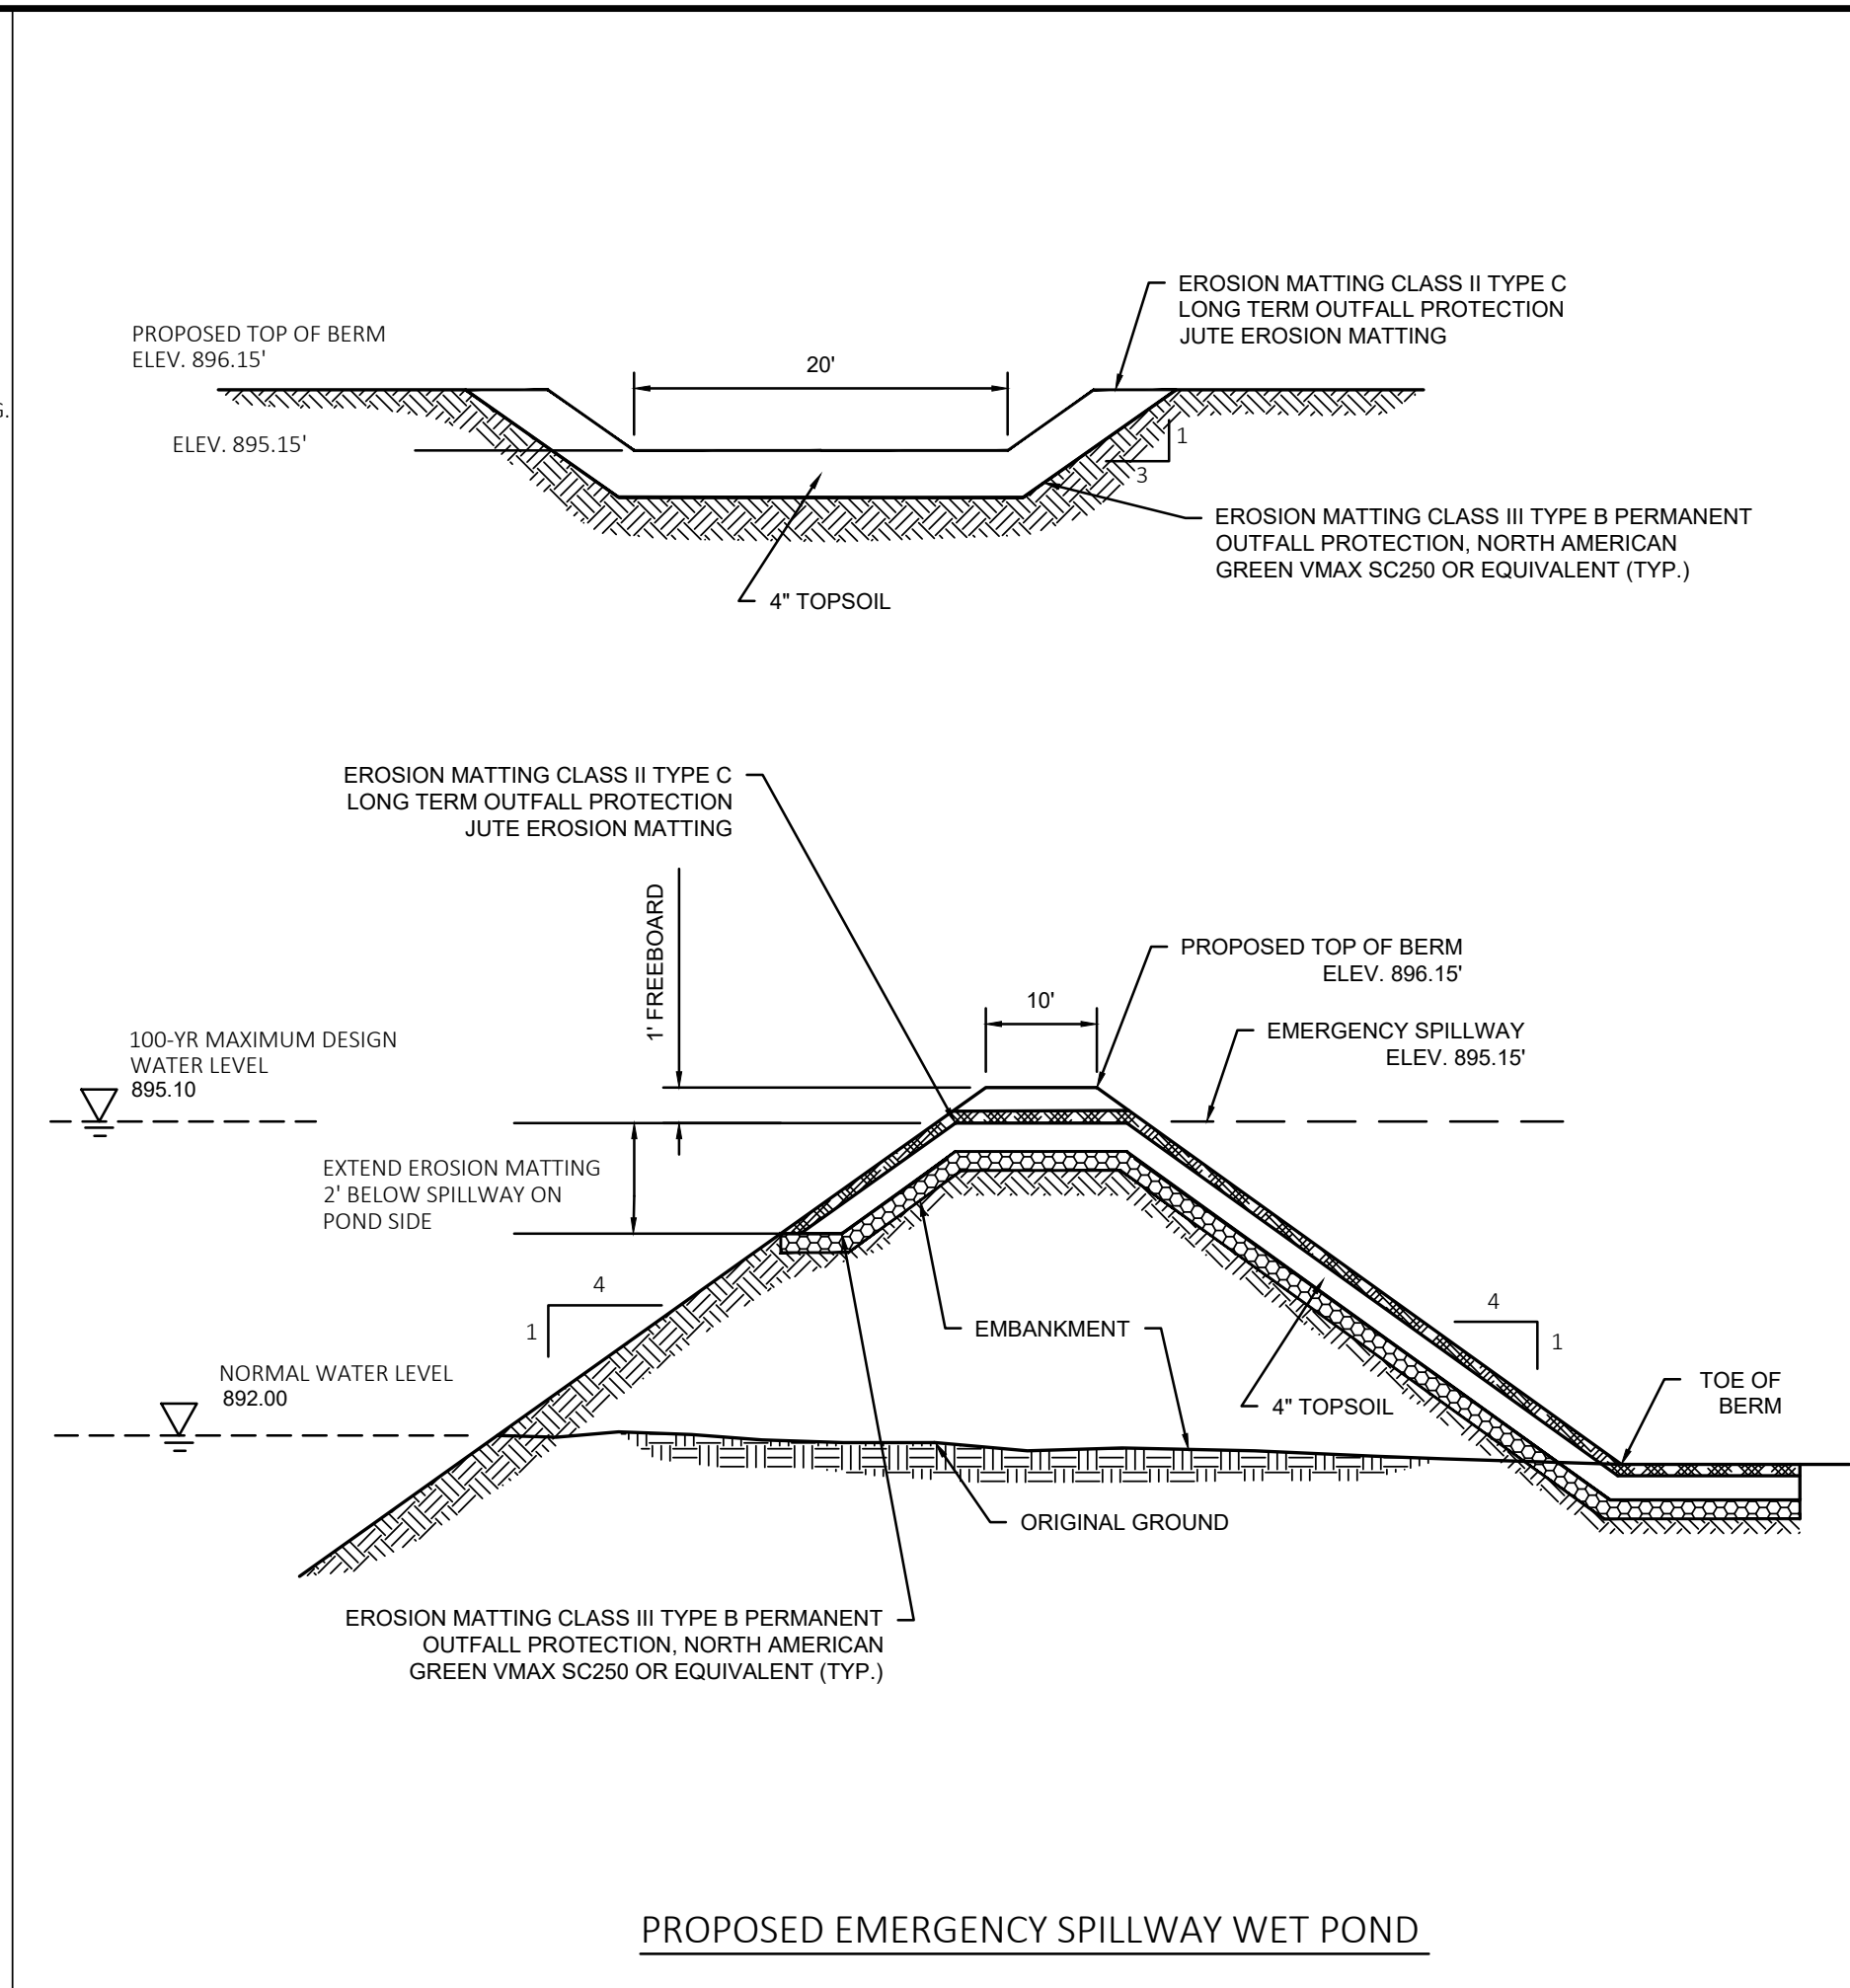 EROSION MATTING CLASS II TYPE C
LONG TERM OUTFALL PROTECTION
JUTE EROSION MATTING
PROPOSED TOP OF BERM
ELEV. 896.15'
20'
ELEV. 895.15'
1
3
EROSION MATTING CLASS III TYPE B PERMANENT
OUTFALL PROTECTION, NORTH AMERICAN
GREEN VMAX SC250 OR EQUIVALENT (TYP.)
4" TOPSOIL
EROSION MATTING CLASS II TYPE C
LONG TERM OUTFALL PROTECTION
JUTE EROSION MATTING
1' FREEBOARD
PROPOSED TOP OF BERM
ELEV. 896.15'
10'
EMERGENCY SPILLWAY
ELEV. 895.15'
100-YR MAXIMUM DESIGN
WATER LEVEL
895.10
EXTEND EROSION MATTING
2' BELOW SPILLWAY ON
POND SIDE
4
1
4
1
EMBANKMENT
NORMAL WATER LEVEL
892.00
4" TOPSOIL
TOE OF
BERM
ORIGINAL GROUND
EROSION MATTING CLASS III TYPE B PERMANENT
OUTFALL PROTECTION, NORTH AMERICAN
GREEN VMAX SC250 OR EQUIVALENT (TYP.)
PROPOSED EMERGENCY SPILLWAY WET POND